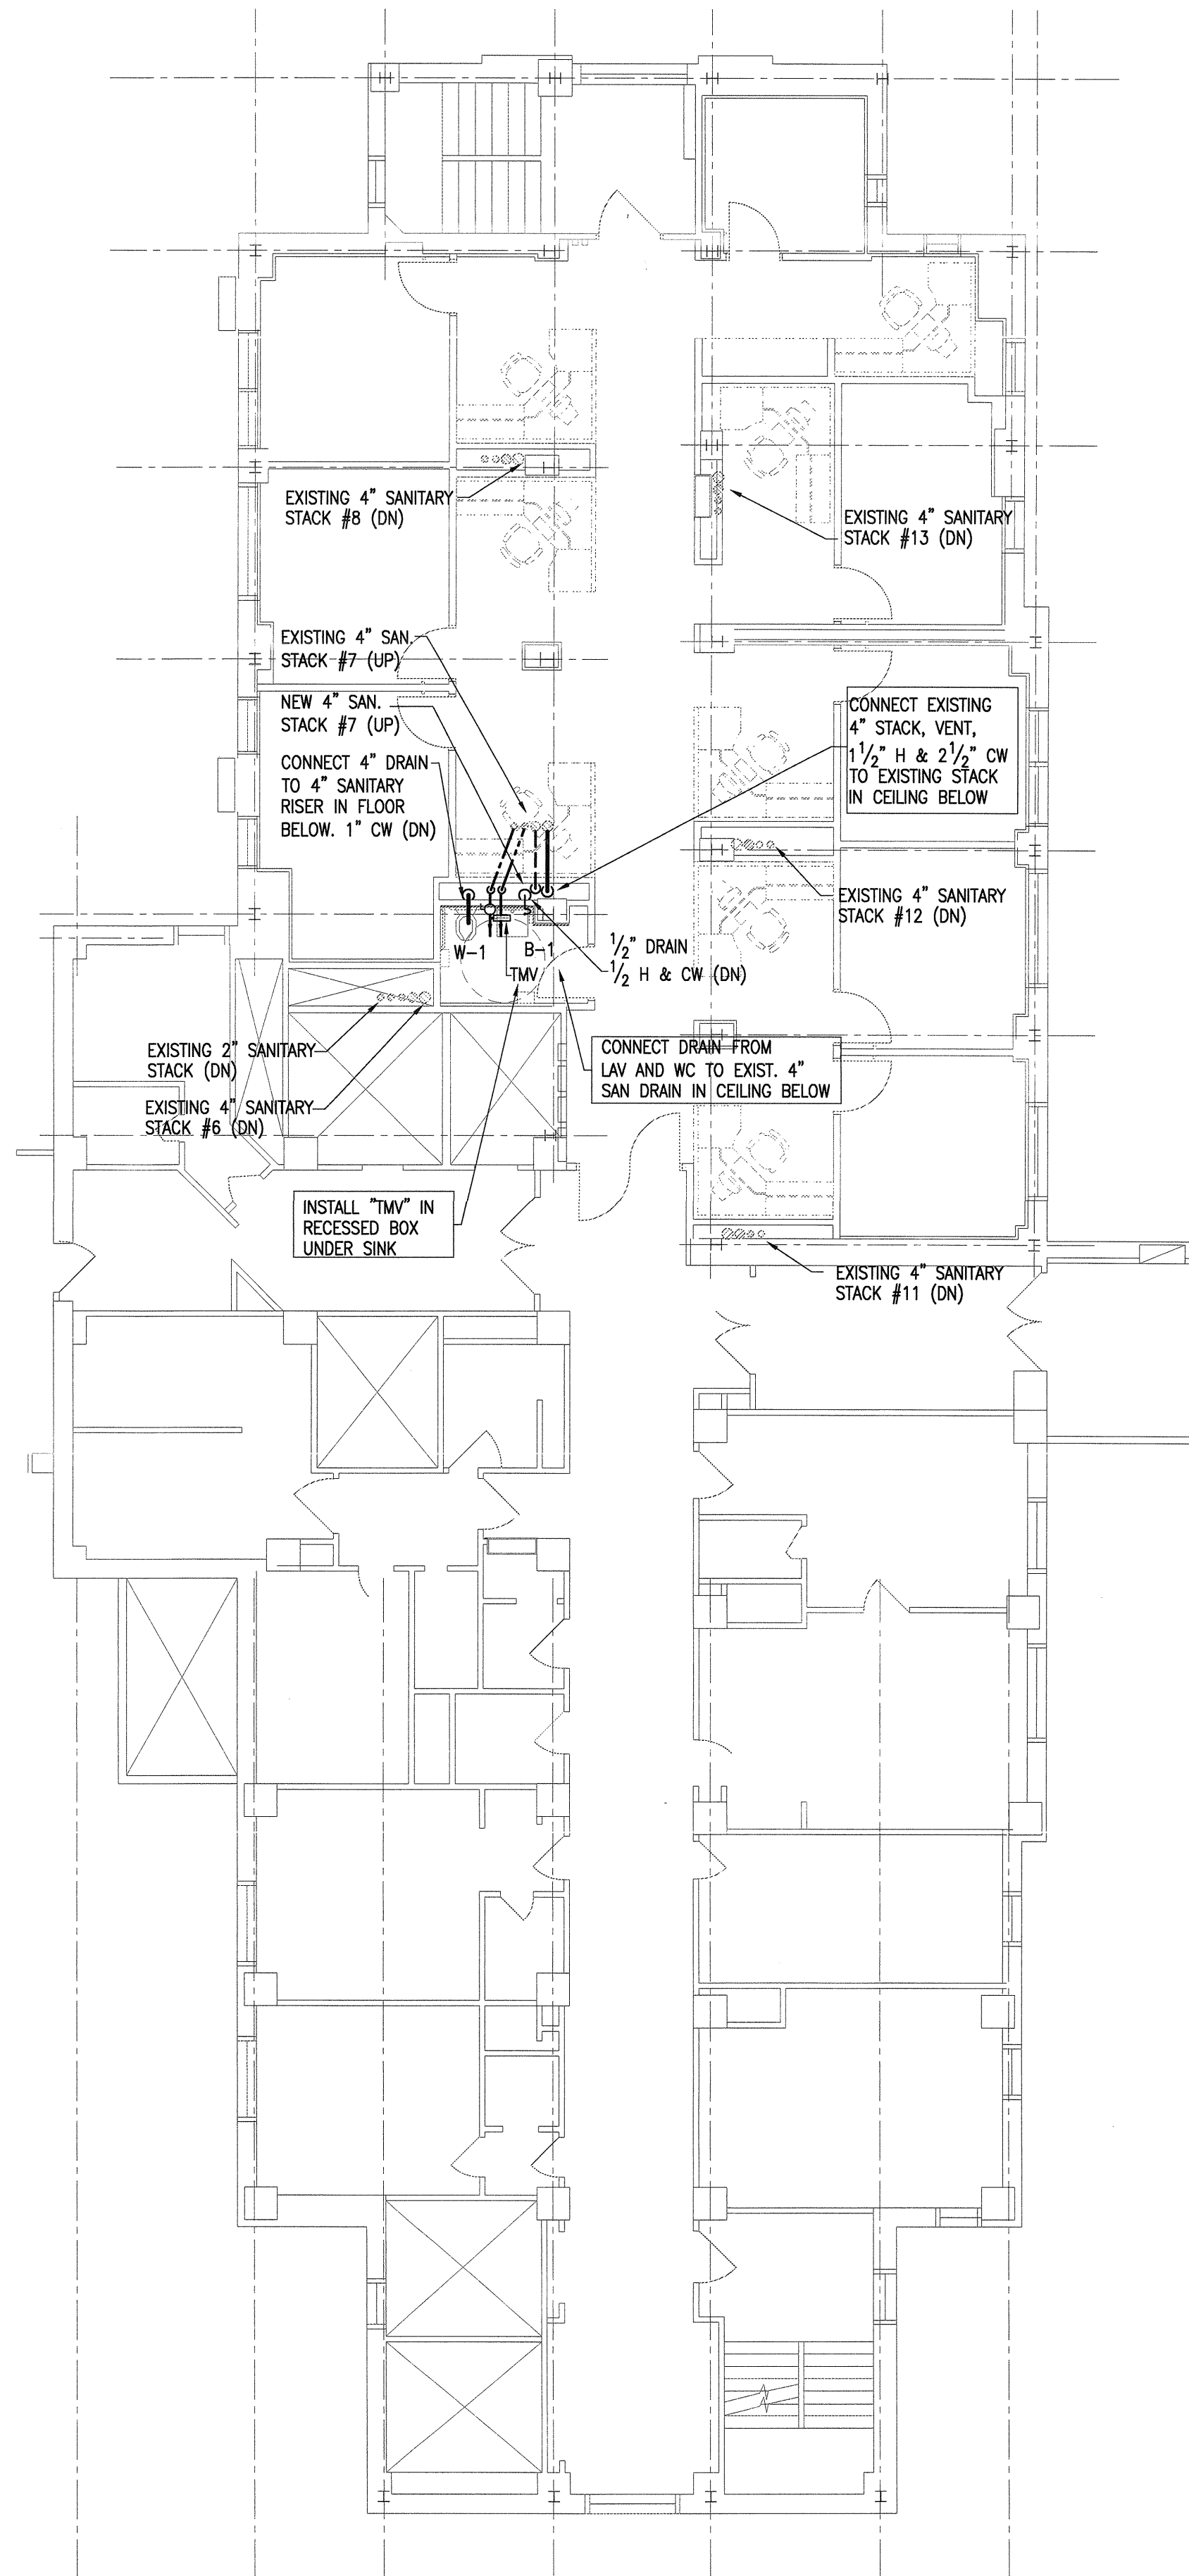 EXISTING 4" SANITARY
STACK #8 (DN)
EXISTING 4" SANITARY
STACK #13 (DN)
EXISTING 4" SAN.
STACK #7 (UP)
NEW 4" SAN.
STACK #7 (UP)
CONNECT 4" DRAIN
TO 4" SANITARY
RISER IN FLOOR
BELOW. 1" CW (DN)
CONNECT EXISTING
4" STACK, VENT,
1 1/2" H & 2 1/2" CW
TO EXISTING STACK
IN CEILING BELOW
EXISTING 4" SANITARY
STACK #12 (DN)
W-1
B-1
TMV
1/2" DRAIN
1/2 H & CW (DN)
EXISTING 2" SANITARY
STACK (DN)
EXISTING 4" SANITARY
STACK #6 (DN)
CONNECT DRAIN FROM
LAV AND WC TO EXIST. 4"
SAN DRAIN IN CEILING BELOW
INSTALL "TMV" IN
RECESSED BOX
UNDER SINK
EXISTING 4" SANITARY
STACK #11 (DN)